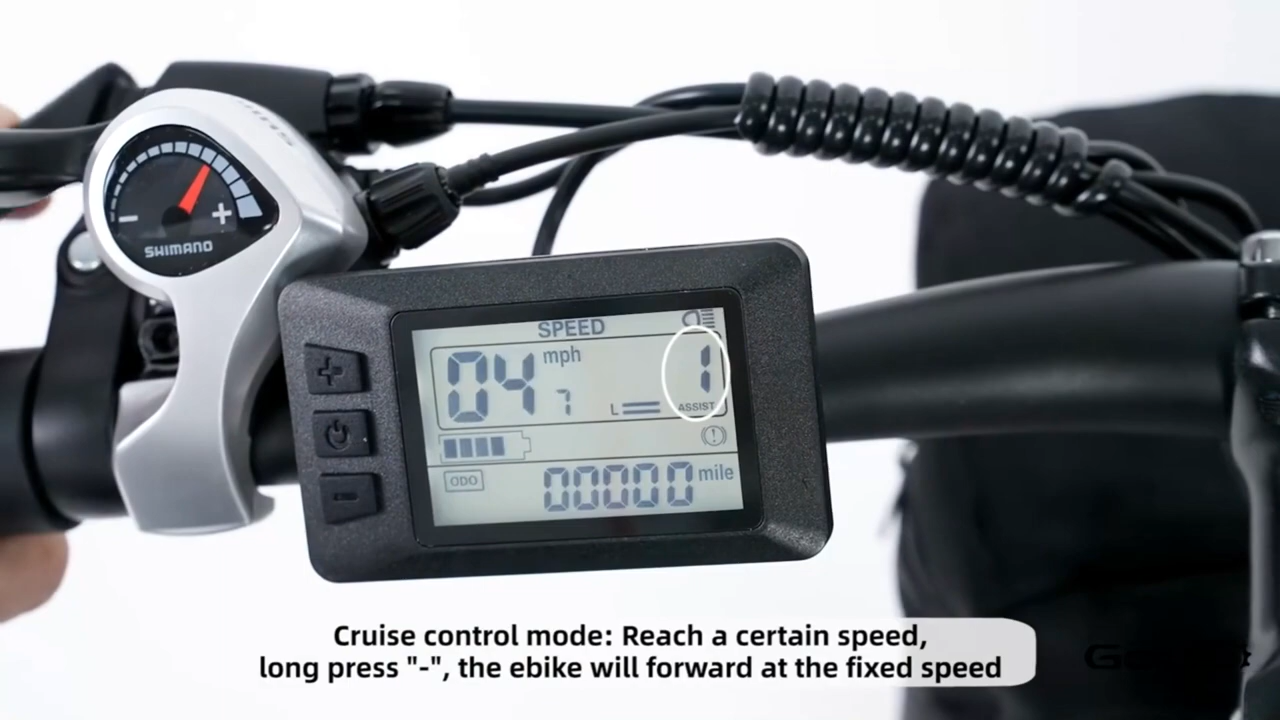 SHIMANO
SPEED
04 7 mph
1
L
ASSIST
ODO
00000 mile
Cruise control mode: Reach a certain speed,
long press "-", the ebike will forward at the fixed speed